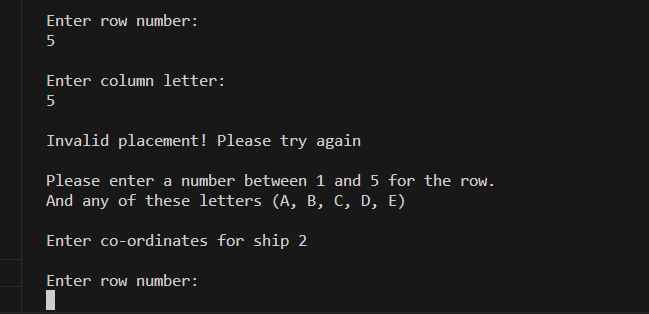 Enter row number:
5
Enter column letter:
5
Invalid placement! Please try again
Please enter a number between 1 and 5 for the row.
And any of these letters (A, B, C, D, E)
Enter co-ordinates for ship 2
Enter row number: